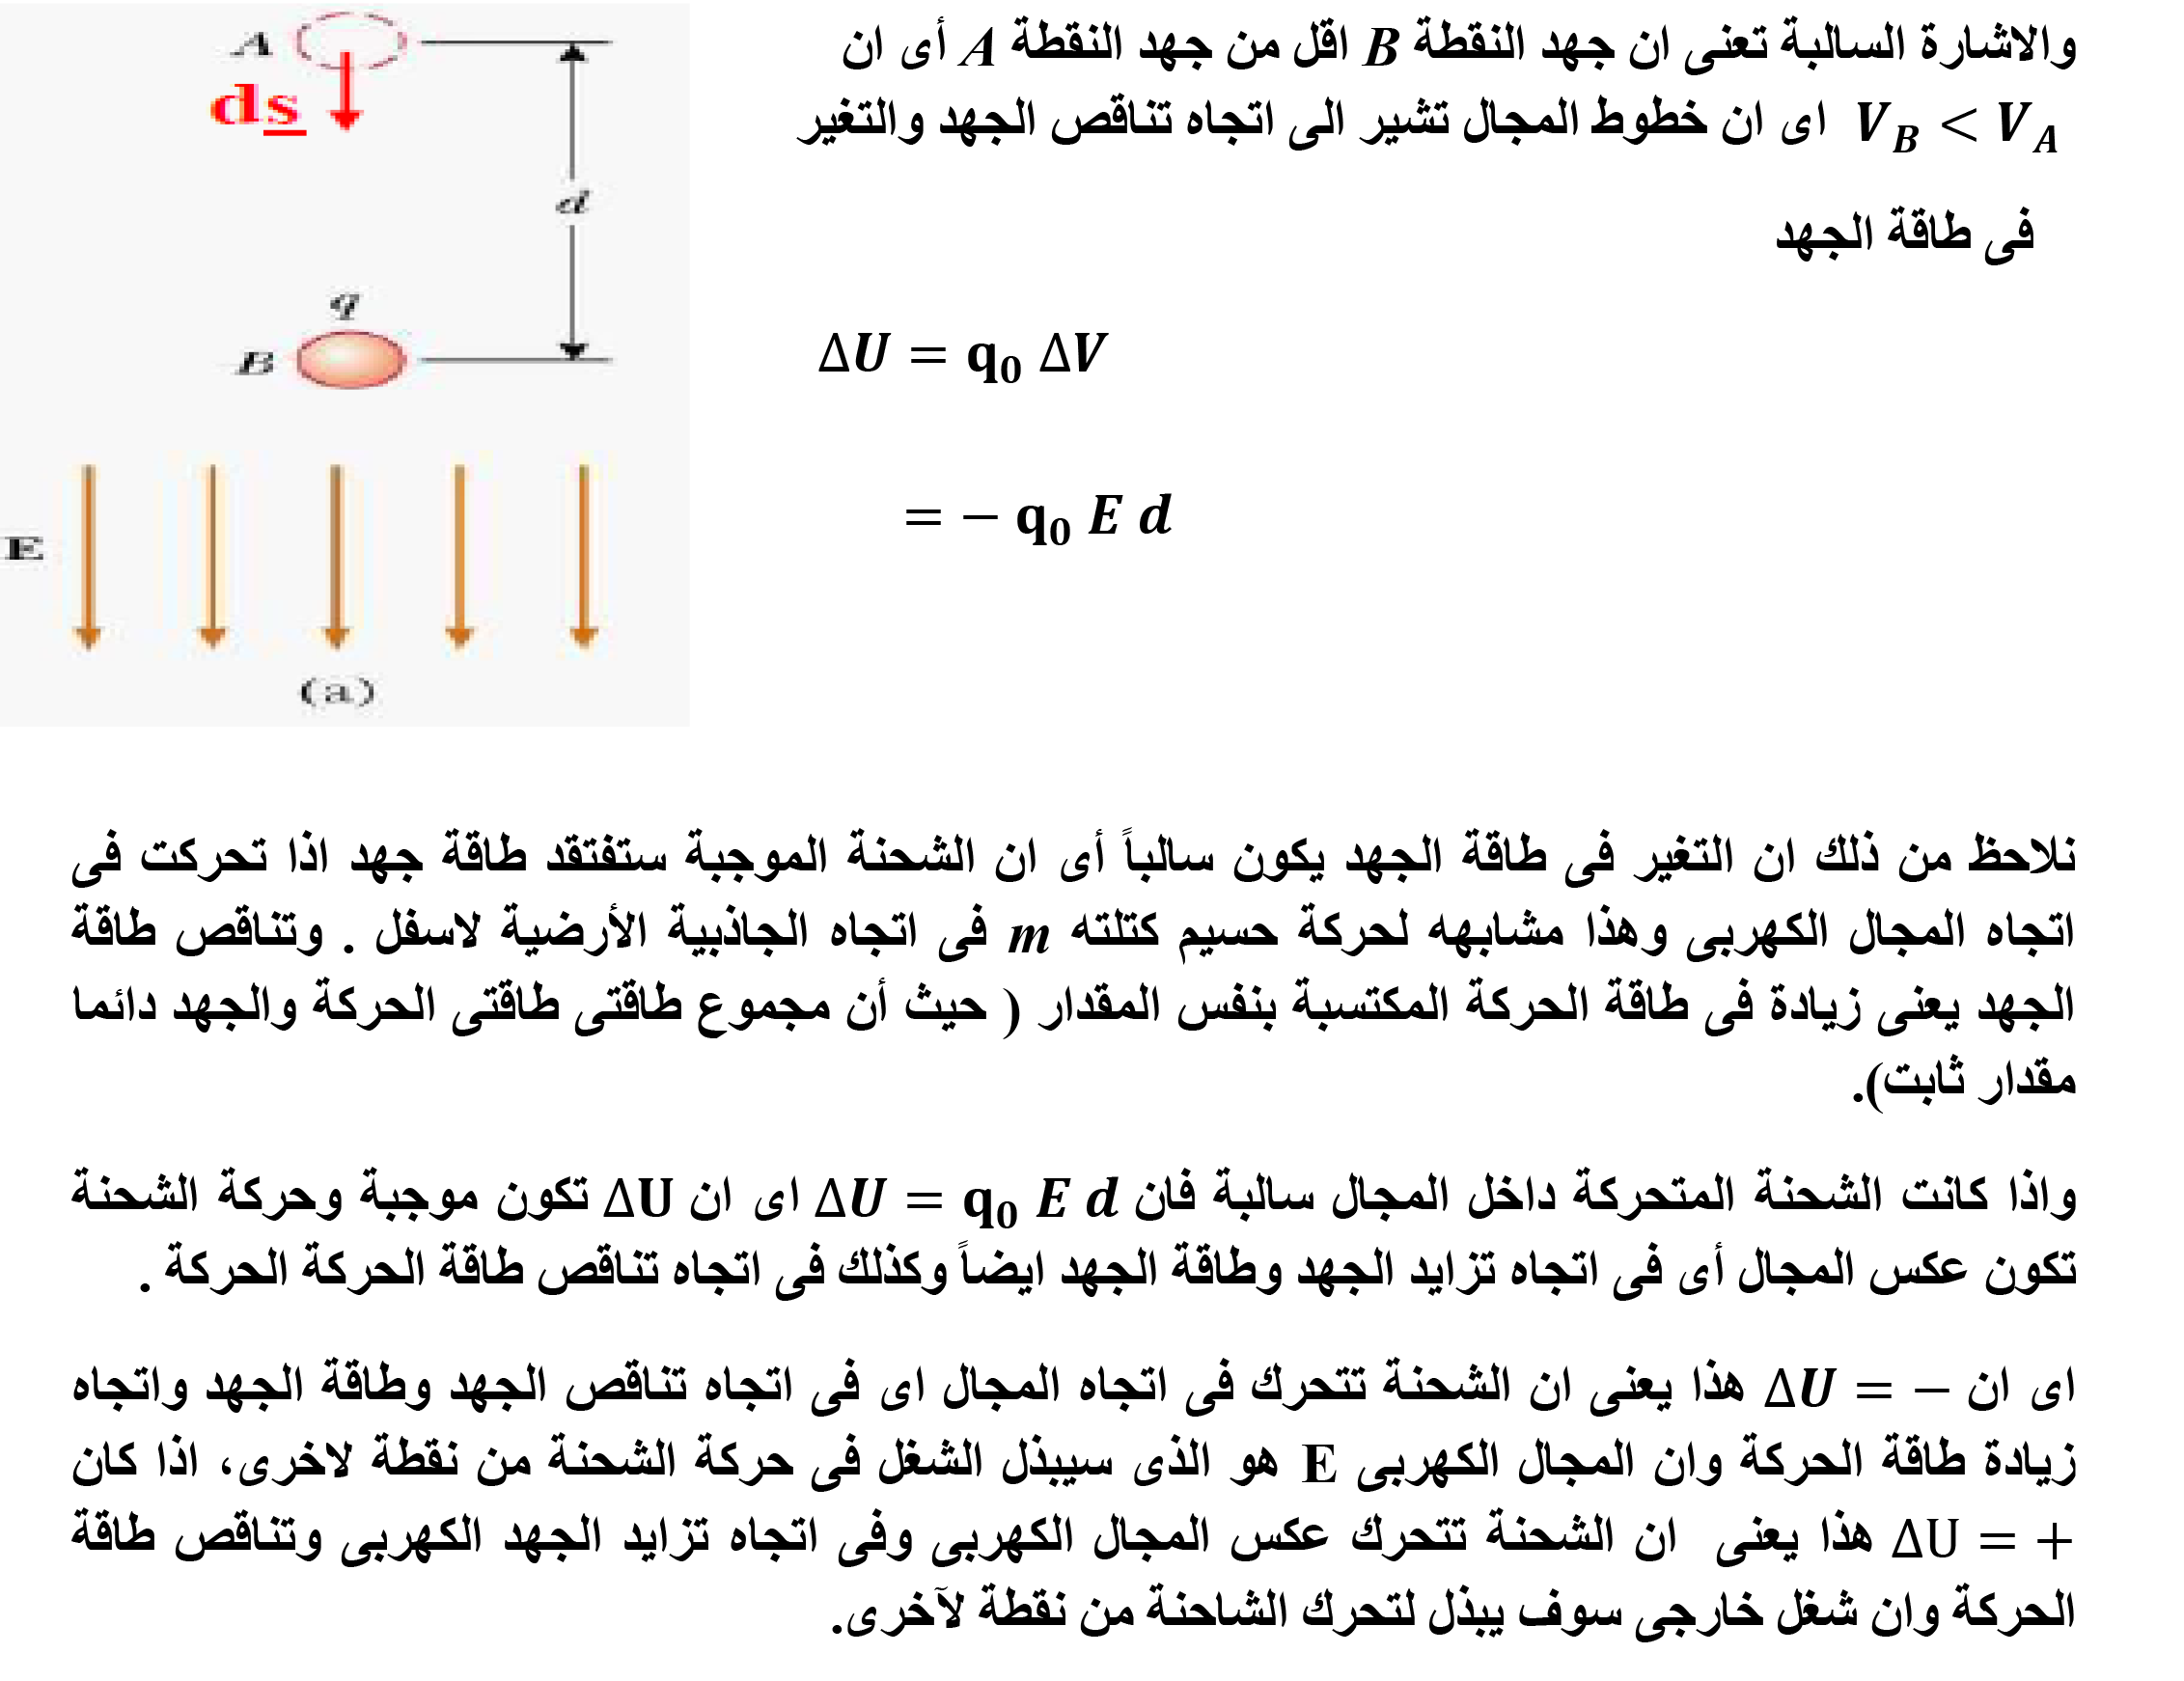 والاشارة السالبة تعنى ان جهد النقطة B اقل من جهد النقطة A أى ان
V_B < V_A اى ان خطوط المجال تشير الى اتجاه تناقص الجهد والتغير
فى طاقة الجهد
ΔU = q₀ ΔV
= − q₀ E d
A
ds
d
q
B
E
(a)
نلاحظ من ذلك ان التغير فى طاقة الجهد يكون سالباً أى ان الشحنة الموجبة ستفتقد طاقة جهد اذا تحركت فى
اتجاه المجال الكهربى وهذا مشابهه لحركة حسيم كتلته m فى اتجاه الجاذبية الأرضية لاسفل . وتناقص طاقة
الجهد يعنى زيادة فى طاقة الحركة المكتسبة بنفس المقدار ( حيث أن مجموع طاقتى طاقتى الحركة والجهد دائما
مقدار ثابت).
واذا كانت الشحنة المتحركة داخل المجال سالبة فان ΔU = q₀ E d اى ان ΔU تكون موجبة وحركة الشحنة
تكون عكس المجال أى فى اتجاه تزايد الجهد وطاقة الجهد ايضاً وكذلك فى اتجاه تناقص طاقة الحركة الحركة .
اى ان ΔU = − هذا يعنى ان الشحنة تتحرك فى اتجاه المجال اى فى اتجاه تناقص الجهد وطاقة الجهد واتجاه
زيادة طاقة الحركة وان المجال الكهربى E هو الذى سيبذل الشغل فى حركة الشحنة من نقطة لاخرى، اذا كان
ΔU = + هذا يعنى ان الشحنة تتحرك عكس المجال الكهربى وفى اتجاه تزايد الجهد الكهربى وتناقص طاقة
الحركة وان شغل خارجى سوف يبذل لتحرك الشاحنة من نقطة لآخرى.